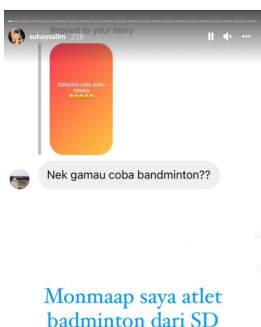 Replied to your story
suhaysalim 21h
TERNYATA SAYA SUKA
TENNIS
Nek gamau coba bandminton??
Monmaap saya atlet
badminton dari SD